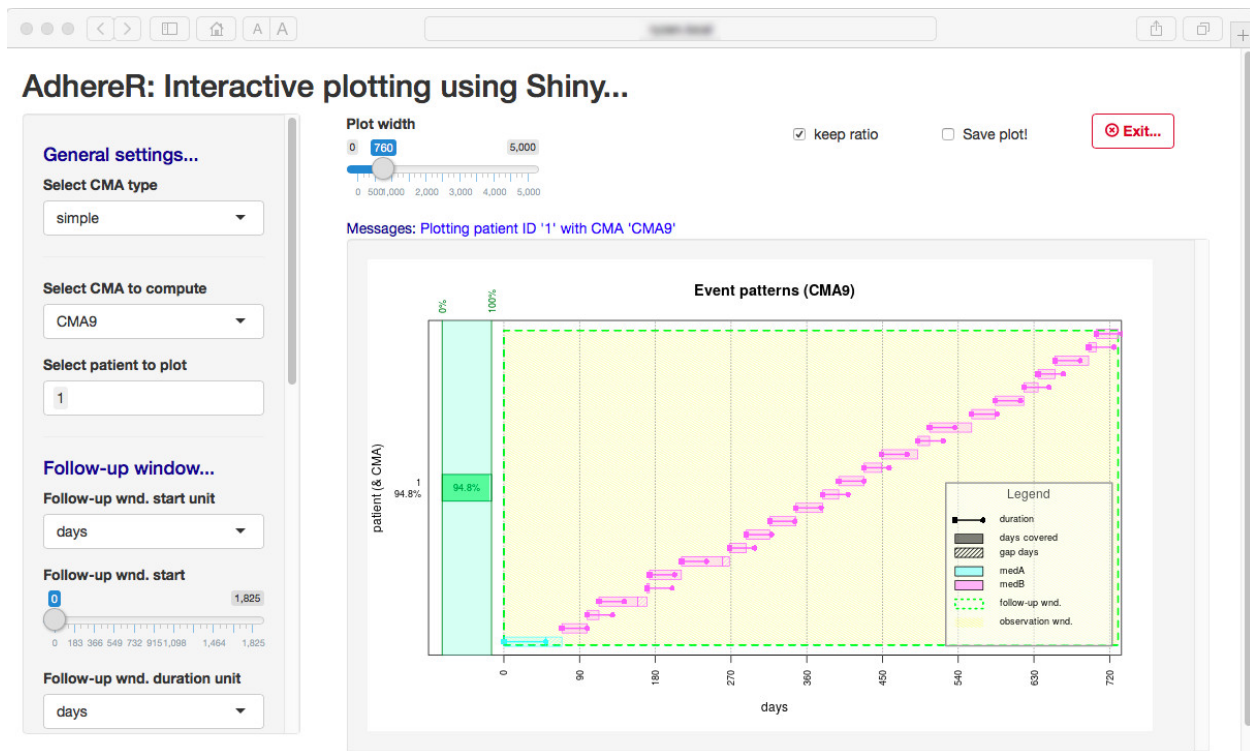 A A
AdhereR: Interactive plotting using Shiny...
General settings...
Select CMA type
simple
Select CMA to compute
CMA9
Select patient to plot
1
Follow-up window...
Follow-up wnd. start unit
days
Follow-up wnd. start
0 1,825
0 183 366 549 732 915 1,098 1,464 1,825
Follow-up wnd. duration unit
days
Plot width
0 760 5,000
0 500 1,000 2,000 3,000 4,000 5,000
keep ratio
Save plot!
Exit...
Messages: Plotting patient ID '1' with CMA 'CMA9'
Event patterns (CMA9)
0% 100%
patient (& CMA)
1
94.8%
94.8%
Legend
duration
days covered
gap days
medA
medB
follow-up wnd.
observation wnd.
0 90 180 270 360 450 540 630 720
days